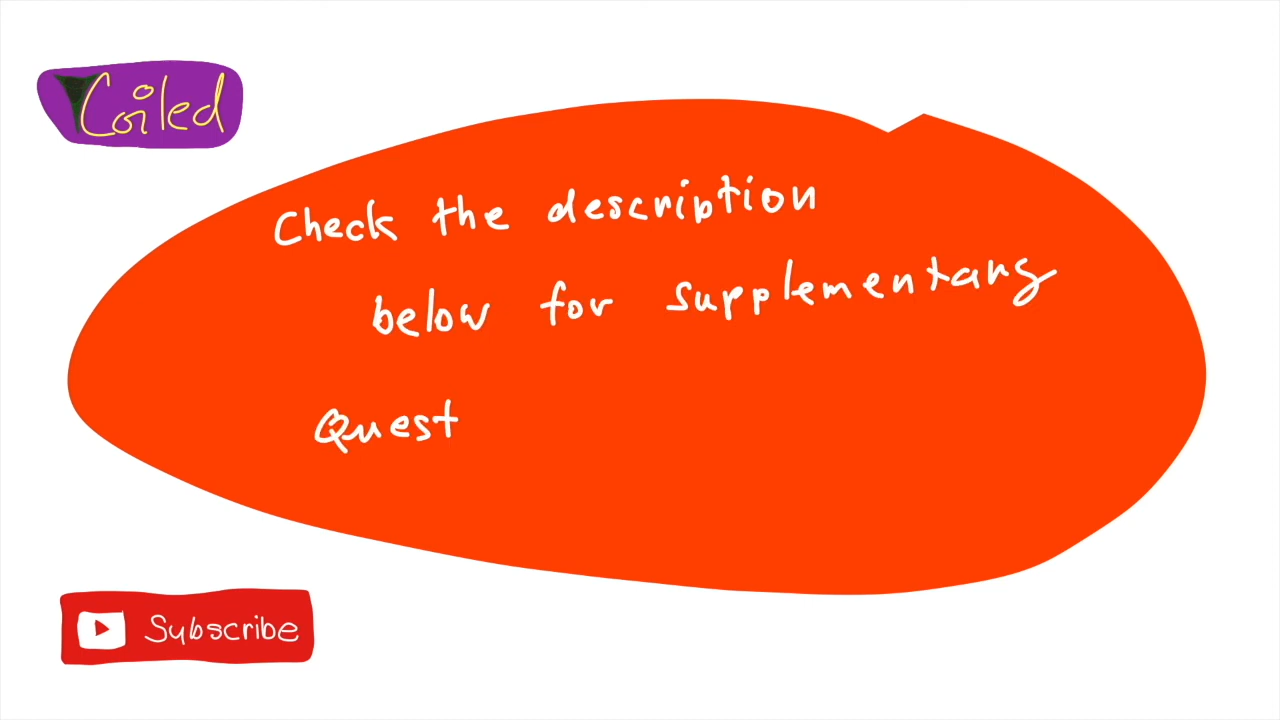 Coiled
Check the description
below for supplementary
Quest
Subscribe